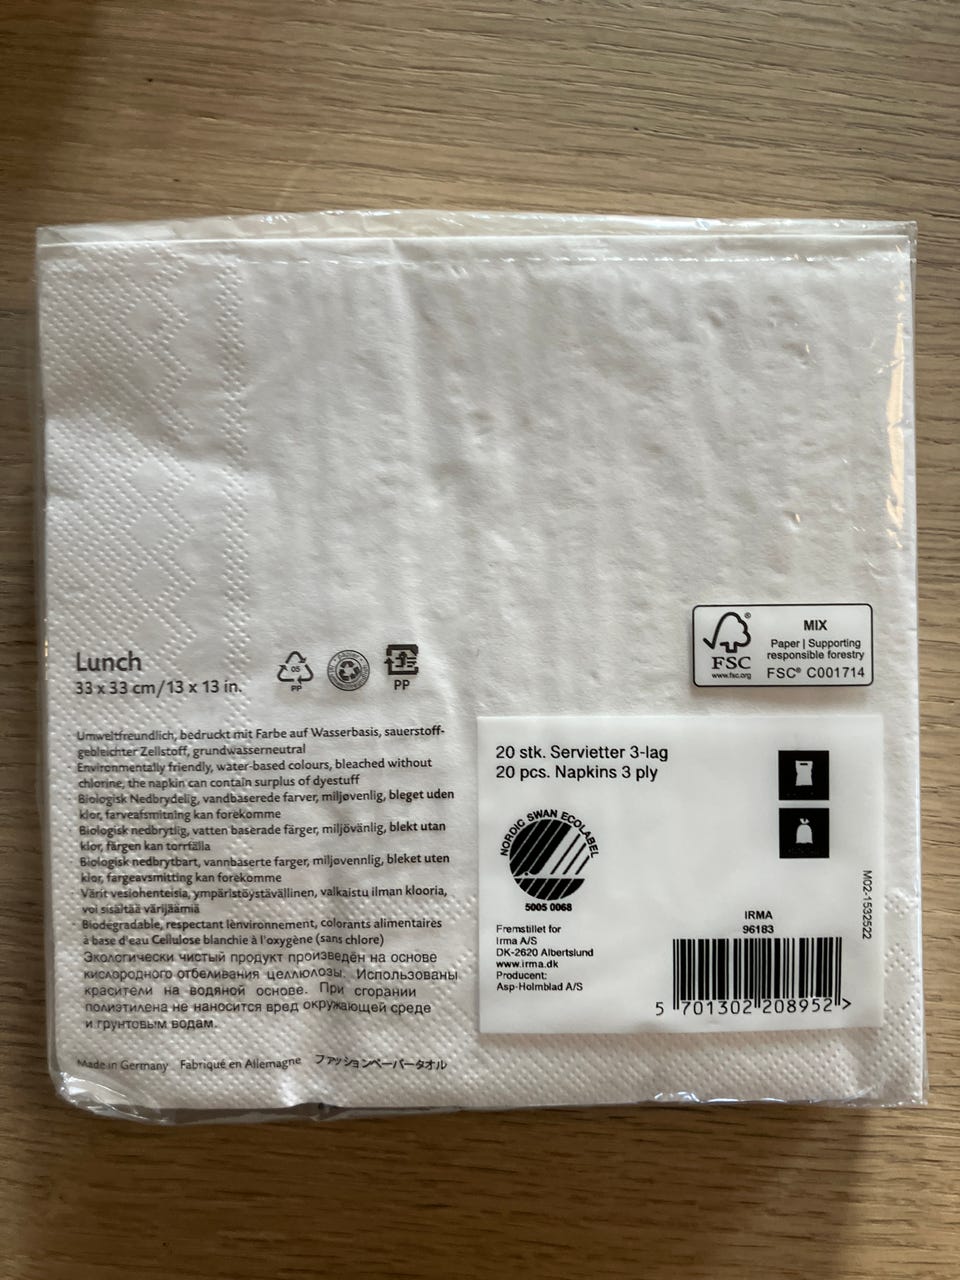 Lunch
33 x 33 cm/13 x 13 in.
05
PP
papier
PP
FSC
www.fsc.org
MIX
Paper | Supporting
responsible forestry
FSC® C001714
Umweltfreundlich, bedruckt mit Farbe auf Wasserbasis, sauerstoff-
gebleichter Zellstoff, grundwasserneutral
Environmentally friendly, water-based colours, bleached without
chlorine, the napkin can contain surplus of dyestuff
Biologisk Nedbrydelig, vandbaserede farver, miljøvenlig, bleget uden
klor, farveafsmitning kan forekomme
Biologisk nedbrytlig, vatten baserade färger, miljövänlig, blekt utan
klor, färgen kan torrfälla
Biologisk nedbrytbart, vannbaserte farger, miljøvennlig, bleket uten
klor, fargeavsmitting kan forekomme
Värit vesiohenteisia, ympäristöystävällinen, valkaistu ilman klooria,
voi sisältää värijäämiä
Biodégradable, respectant lènvironnement, colorants alimentaires
à base d'eau Cellulose blanchie à l'oxygène (sans chlore)
Экологически чистый продукт произведён на основе
кислородного отбеливания целлюлозы. Использованы
красители на водяной основе. При сгорании
полиэтилена не наносится вред окружающей среде
и грунтовым водам.
Made in Germany Fabriqué en Allemagne ファッションペーパータオル
20 stk. Servietter 3-lag
20 pcs. Napkins 3 ply
NORDIC SWAN ECOLABEL
5005 0068
Fremstillet for
Irma A/S
DK-2620 Albertslund
www.irma.dk
Producent:
Asp-Holmblad A/S
IRMA
96183
5 701302 208952 >
M02-1532522